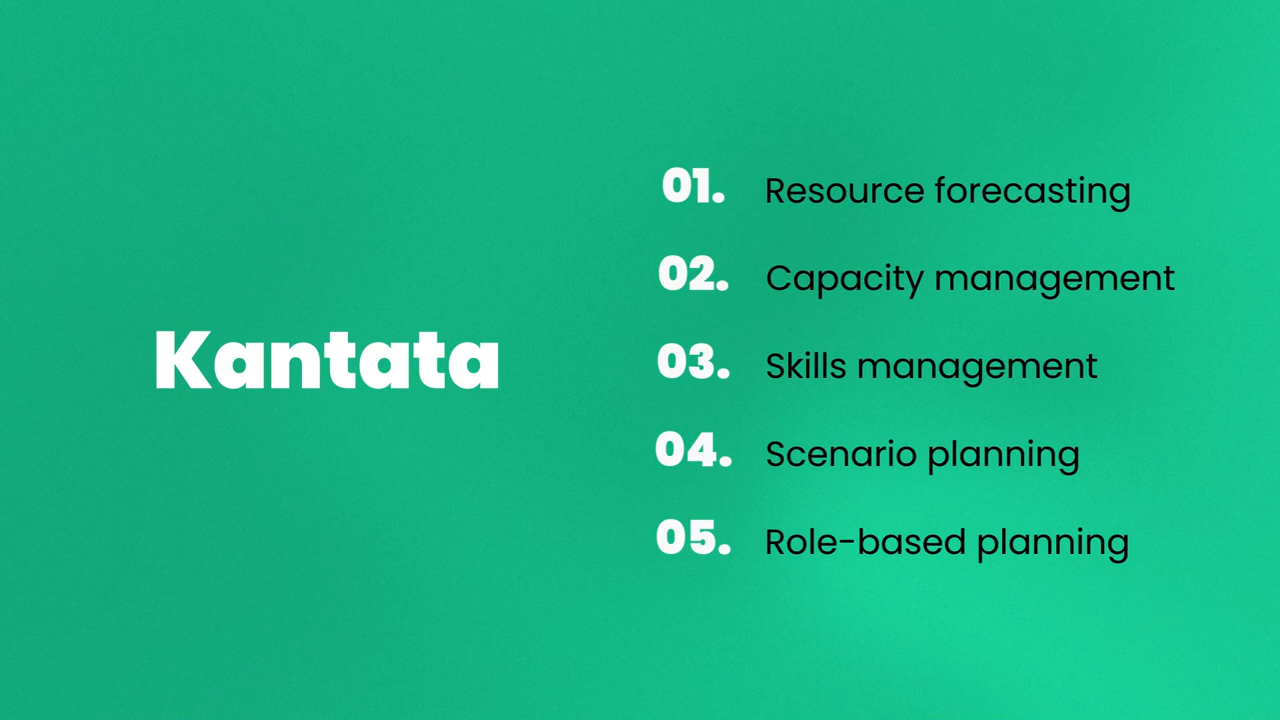 Kantata
01. Resource forecasting
02. Capacity management
03. Skills management
04. Scenario planning
05. Role-based planning